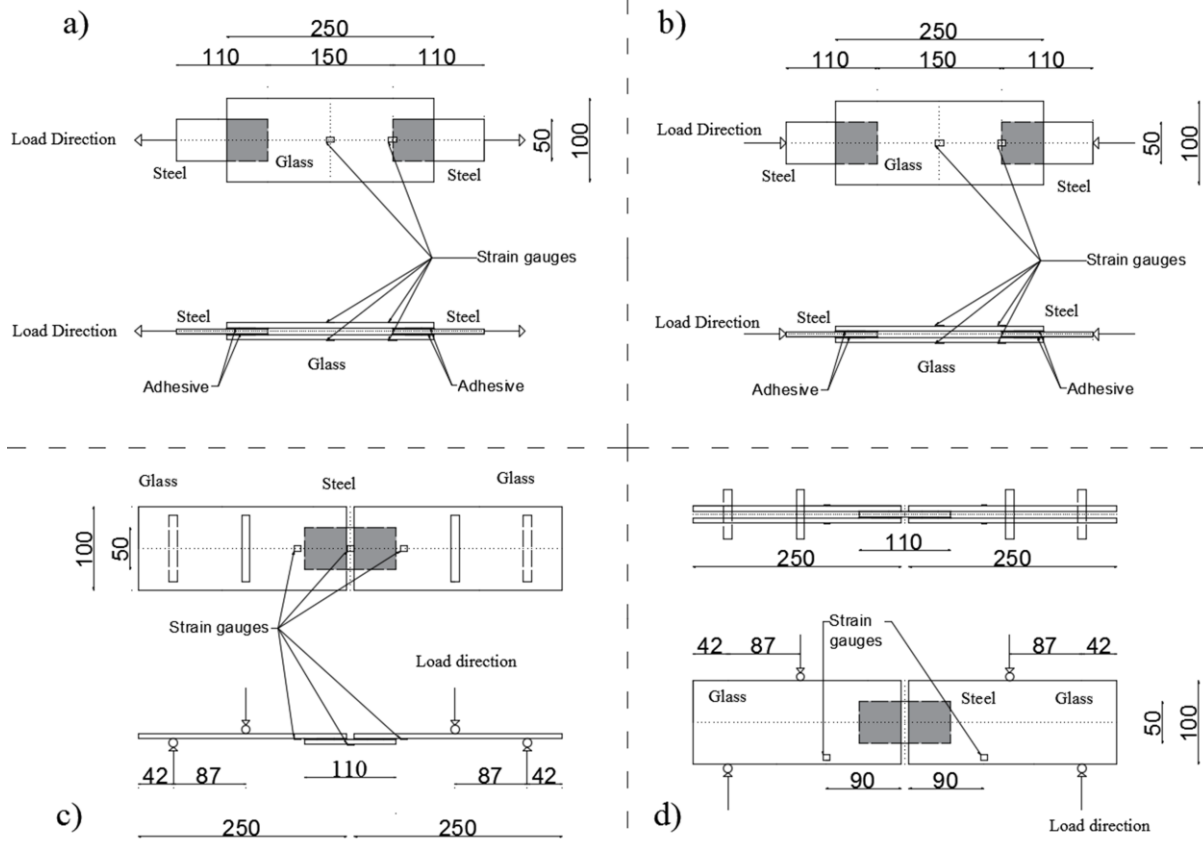 a)
250
110 150 110
Load Direction
Glass
Steel
Steel
50
100
Strain gauges
Load Direction
Steel
Steel
Glass
Adhesive
Adhesive
b)
250
110 150 110
Load Direction
Glass
Steel
Steel
50
100
Strain gauges
Load Direction
Steel
Steel
Glass
Adhesive
Adhesive
Glass
Steel
Glass
100
50
Strain gauges
Load direction
42 87
110
87 42
c)
250
250
110
250
250
Strain
gauges
42 87
87 42
Glass
Steel
Glass
50
100
90
90
d)
Load direction